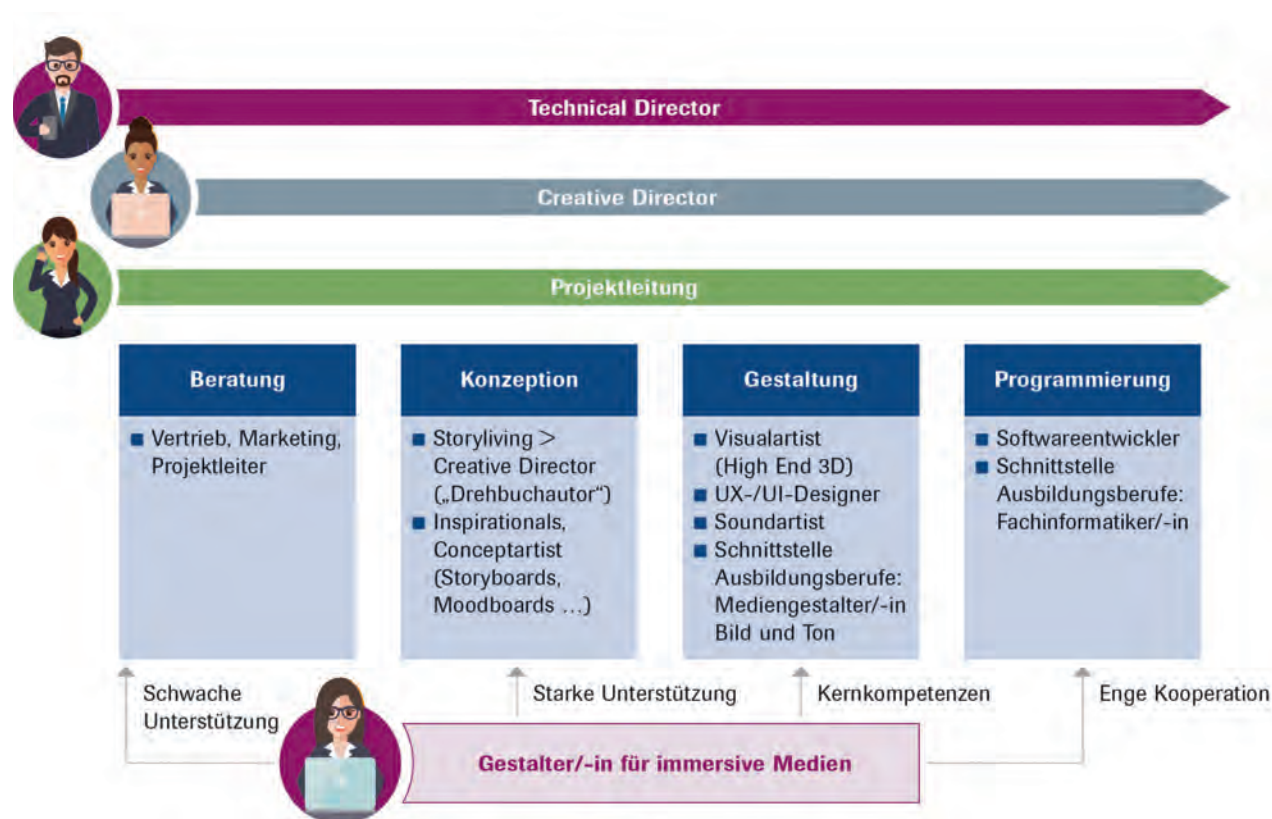 Technical Director
Creative Director
Projektleitung
Beratung
■ Vertrieb, Marketing,
Projektleiter
Konzeption
■ Storyliving >
Creative Director
(„Drehbuchautor“)
■ Inspirationals,
Conceptartist
(Storyboards,
Moodboards …)
Gestaltung
■ Visualartist
(High End 3D)
■ UX-/UI-Designer
■ Soundartist
■ Schnittstelle
Ausbildungsberufe:
Mediengestalter/-in
Bild und Ton
Programmierung
■ Softwareentwickler
■ Schnittstelle
Ausbildungsberufe:
Fachinformatiker/-in
Schwache
Unterstützung
Starke Unterstützung
Kernkompetenzen
Enge Kooperation
Gestalter/-in für immersive Medien